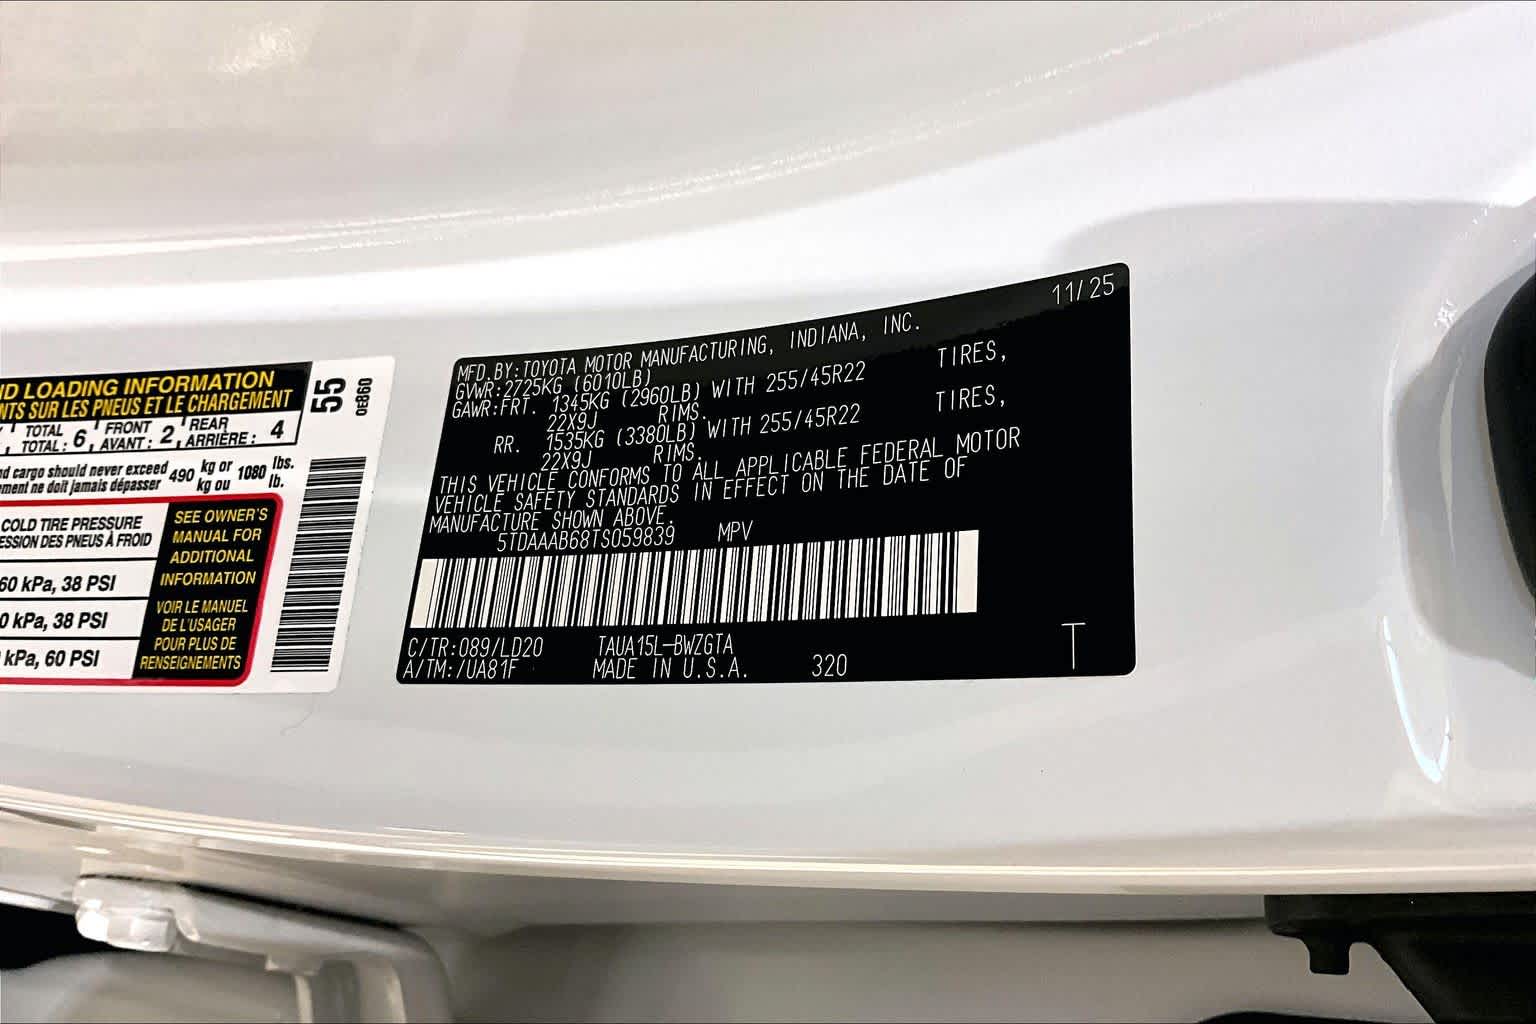 ND LOADING INFORMATION
NTS SUR LES PNEUS ET LE CHARGEMENT
TOTAL FRONT REAR
TOTAL: 6 AVANT: 2 ARRIÈRE: 4
nd cargo should never exceed 490 kg or 1080 lbs.
ement ne doit jamais dépasser kg ou lb.
COLD TIRE PRESSURE
ESSION DES PNEUS À FROID
60 kPa, 38 PSI
0 kPa, 38 PSI
kPa, 60 PSI
SEE OWNER'S
MANUAL FOR
ADDITIONAL
INFORMATION
VOIR LE MANUEL
DE L'USAGER
POUR PLUS DE
RENSEIGNEMENTS
55
0E860
11/25
MFD. BY: TOYOTA MOTOR MANUFACTURING, INDIANA, INC.
GVWR: 2725KG (6010LB)
GAWR: FRT. 1345KG (2960LB) WITH 255/45R22 TIRES,
22X9J RIMS.
RR. 1535KG (3380LB) WITH 255/45R22 TIRES,
22X9J RIMS.
THIS VEHICLE CONFORMS TO ALL APPLICABLE FEDERAL MOTOR
VEHICLE SAFETY STANDARDS IN EFFECT ON THE DATE OF
MANUFACTURE SHOWN ABOVE.
5TDAAAB68TS059839 MPV
C/TR: 089/LD20 TAUA15L-BWZGTA
A/TM: /UA81F MADE IN U.S.A. 320
T